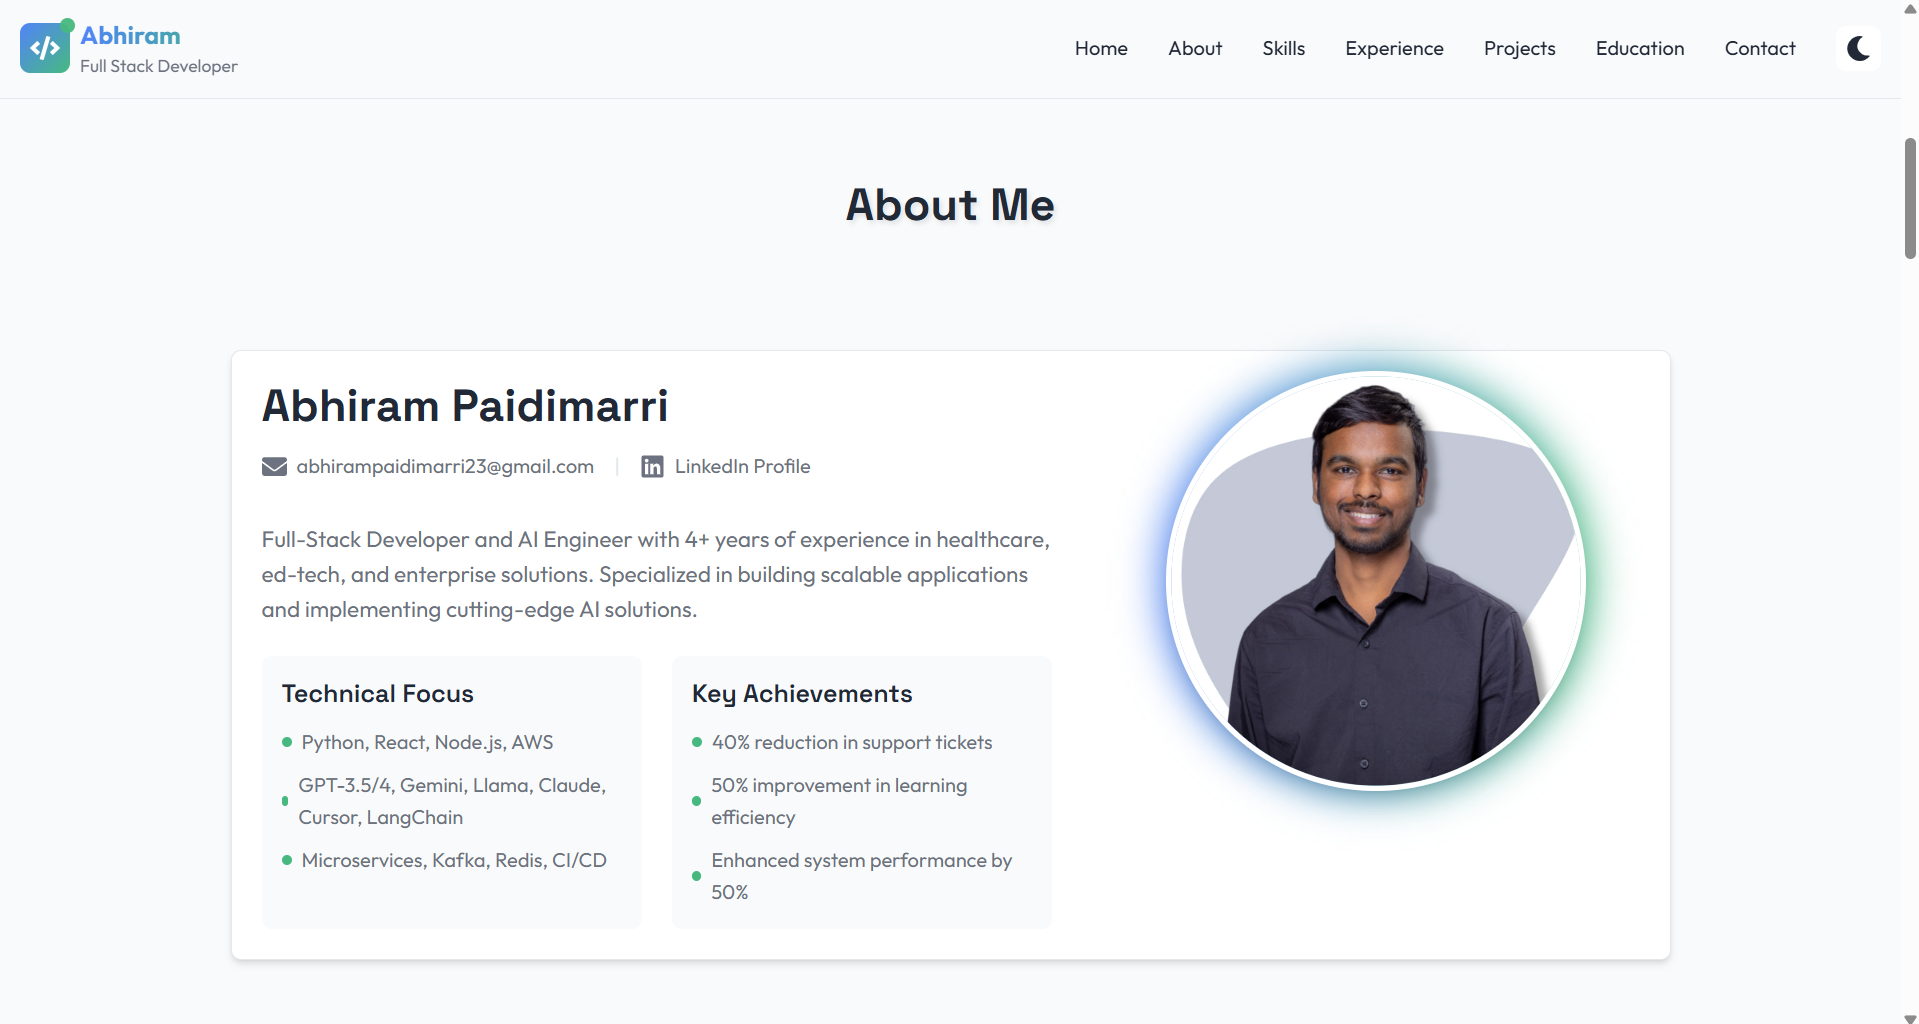 Abhiram
Full Stack Developer
Home
About
Skills
Experience
Projects
Education
Contact
About Me
Abhiram Paidimarri
abhirampaidimarri23@gmail.com
LinkedIn Profile
Full-Stack Developer and AI Engineer with 4+ years of experience in healthcare,
ed-tech, and enterprise solutions. Specialized in building scalable applications
and implementing cutting-edge AI solutions.
Technical Focus
Python, React, Node.js, AWS
GPT-3.5/4, Gemini, Llama, Claude,
Cursor, LangChain
Microservices, Kafka, Redis, CI/CD
Key Achievements
40% reduction in support tickets
50% improvement in learning
efficiency
Enhanced system performance by
50%